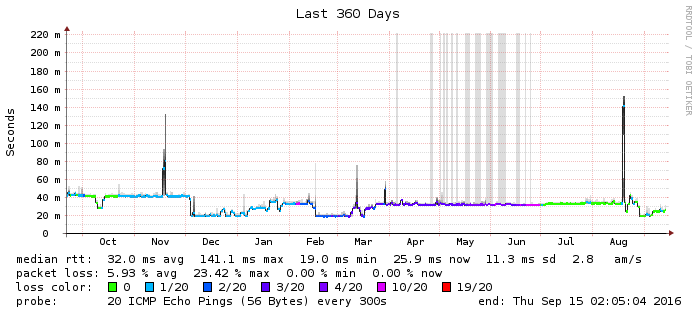 Last 360 Days
RRDTOOL / TOBI OETIKER
Seconds
220 m
200 m
180 m
160 m
140 m
120 m
100 m
80 m
60 m
40 m
20 m
0
Oct Nov Dec Jan Feb Mar Apr May Jun Jul Aug
median rtt: 32.0 ms avg 141.1 ms max 19.0 ms min 25.9 ms now 11.3 ms sd 2.8 am/s
packet loss: 5.93 % avg 23.42 % max 0.00 % min 0.00 % now
loss color: 0 1/20 2/20 3/20 4/20 10/20 19/20
probe: 20 ICMP Echo Pings (56 Bytes) every 300s end: Thu Sep 15 02:05:04 2016